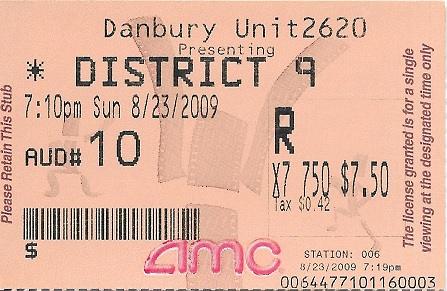 Danbury Unit2620
Presenting
* DISTRICT 9
7:10pm Sun 8/23/2009
AUD# 10
R
X7 750 $7.50
Tax $0.42
$
amc
STATION: 006
8/23/2009 7:19pm
0064477101160003
Please Retain This Stub
The license granted is for a single
viewing at the designated time only